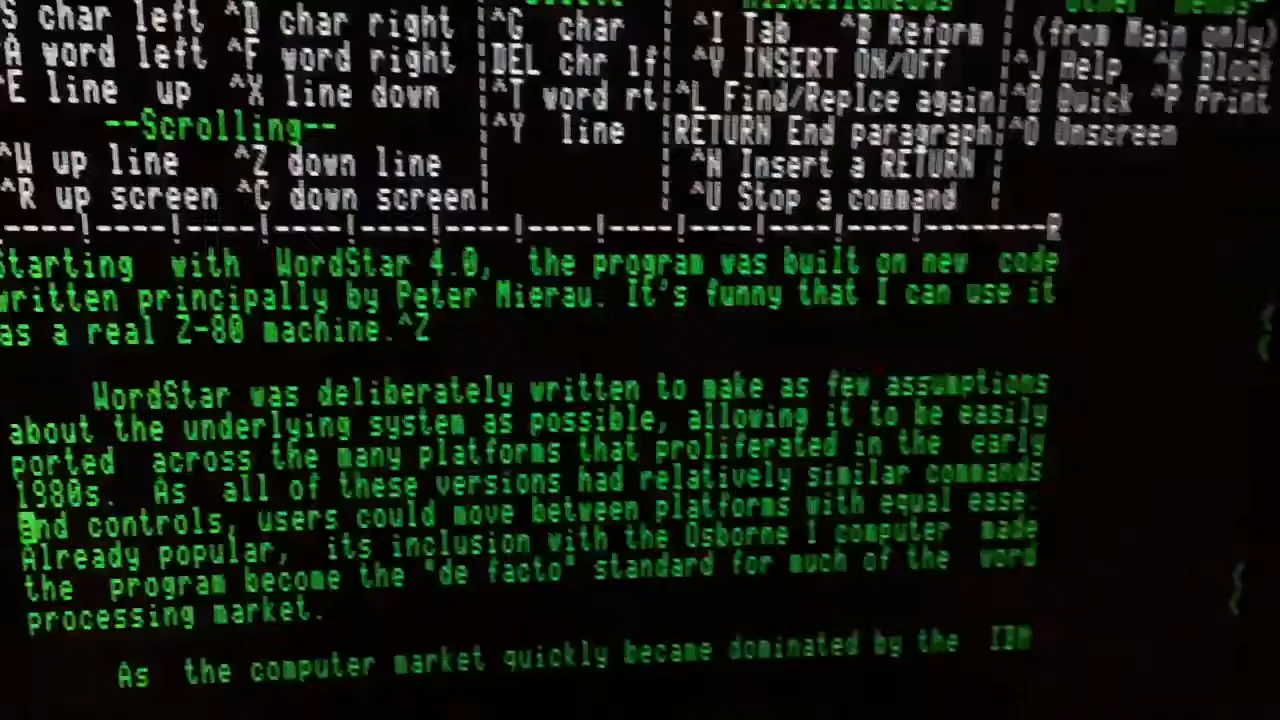 S char left ^D char right ¦^G char ¦ ^I Tab ^B Reform ¦ (from Main only)
A word left ^F word right ¦DEL chr lf¦ ^V INSERT ON/OFF ¦^J Help ^K Block
^E line up ^X line down ¦^T word rt¦^L Find/Replce again¦^Q Quick ^P Print
--Scrolling-- ¦^Y line ¦RETURN End paragraph¦^O Onscreen
^W up line ^Z down line ¦ ¦ ^N Insert a RETURN ¦
^R up screen ^C down screen¦ ¦ ^U Stop a command ¦
----!----!----!----!----!----!----!----!----!----!--------R
Starting with WordStar 4.0, the program was built on new code
written principally by Peter Mierau. It's funny that I can use it
as a real Z-80 machine.^Z
WordStar was deliberately written to make as few assumptions
about the underlying system as possible, allowing it to be easily
ported across the many platforms that proliferated in the early
1980s. As all of these versions had relatively similar commands
and controls, users could move between platforms with equal ease.
Already popular, its inclusion with the Osborne 1 computer made
the program become the "de facto" standard for much of the word
processing market.
As the computer market quickly became dominated by the IBM